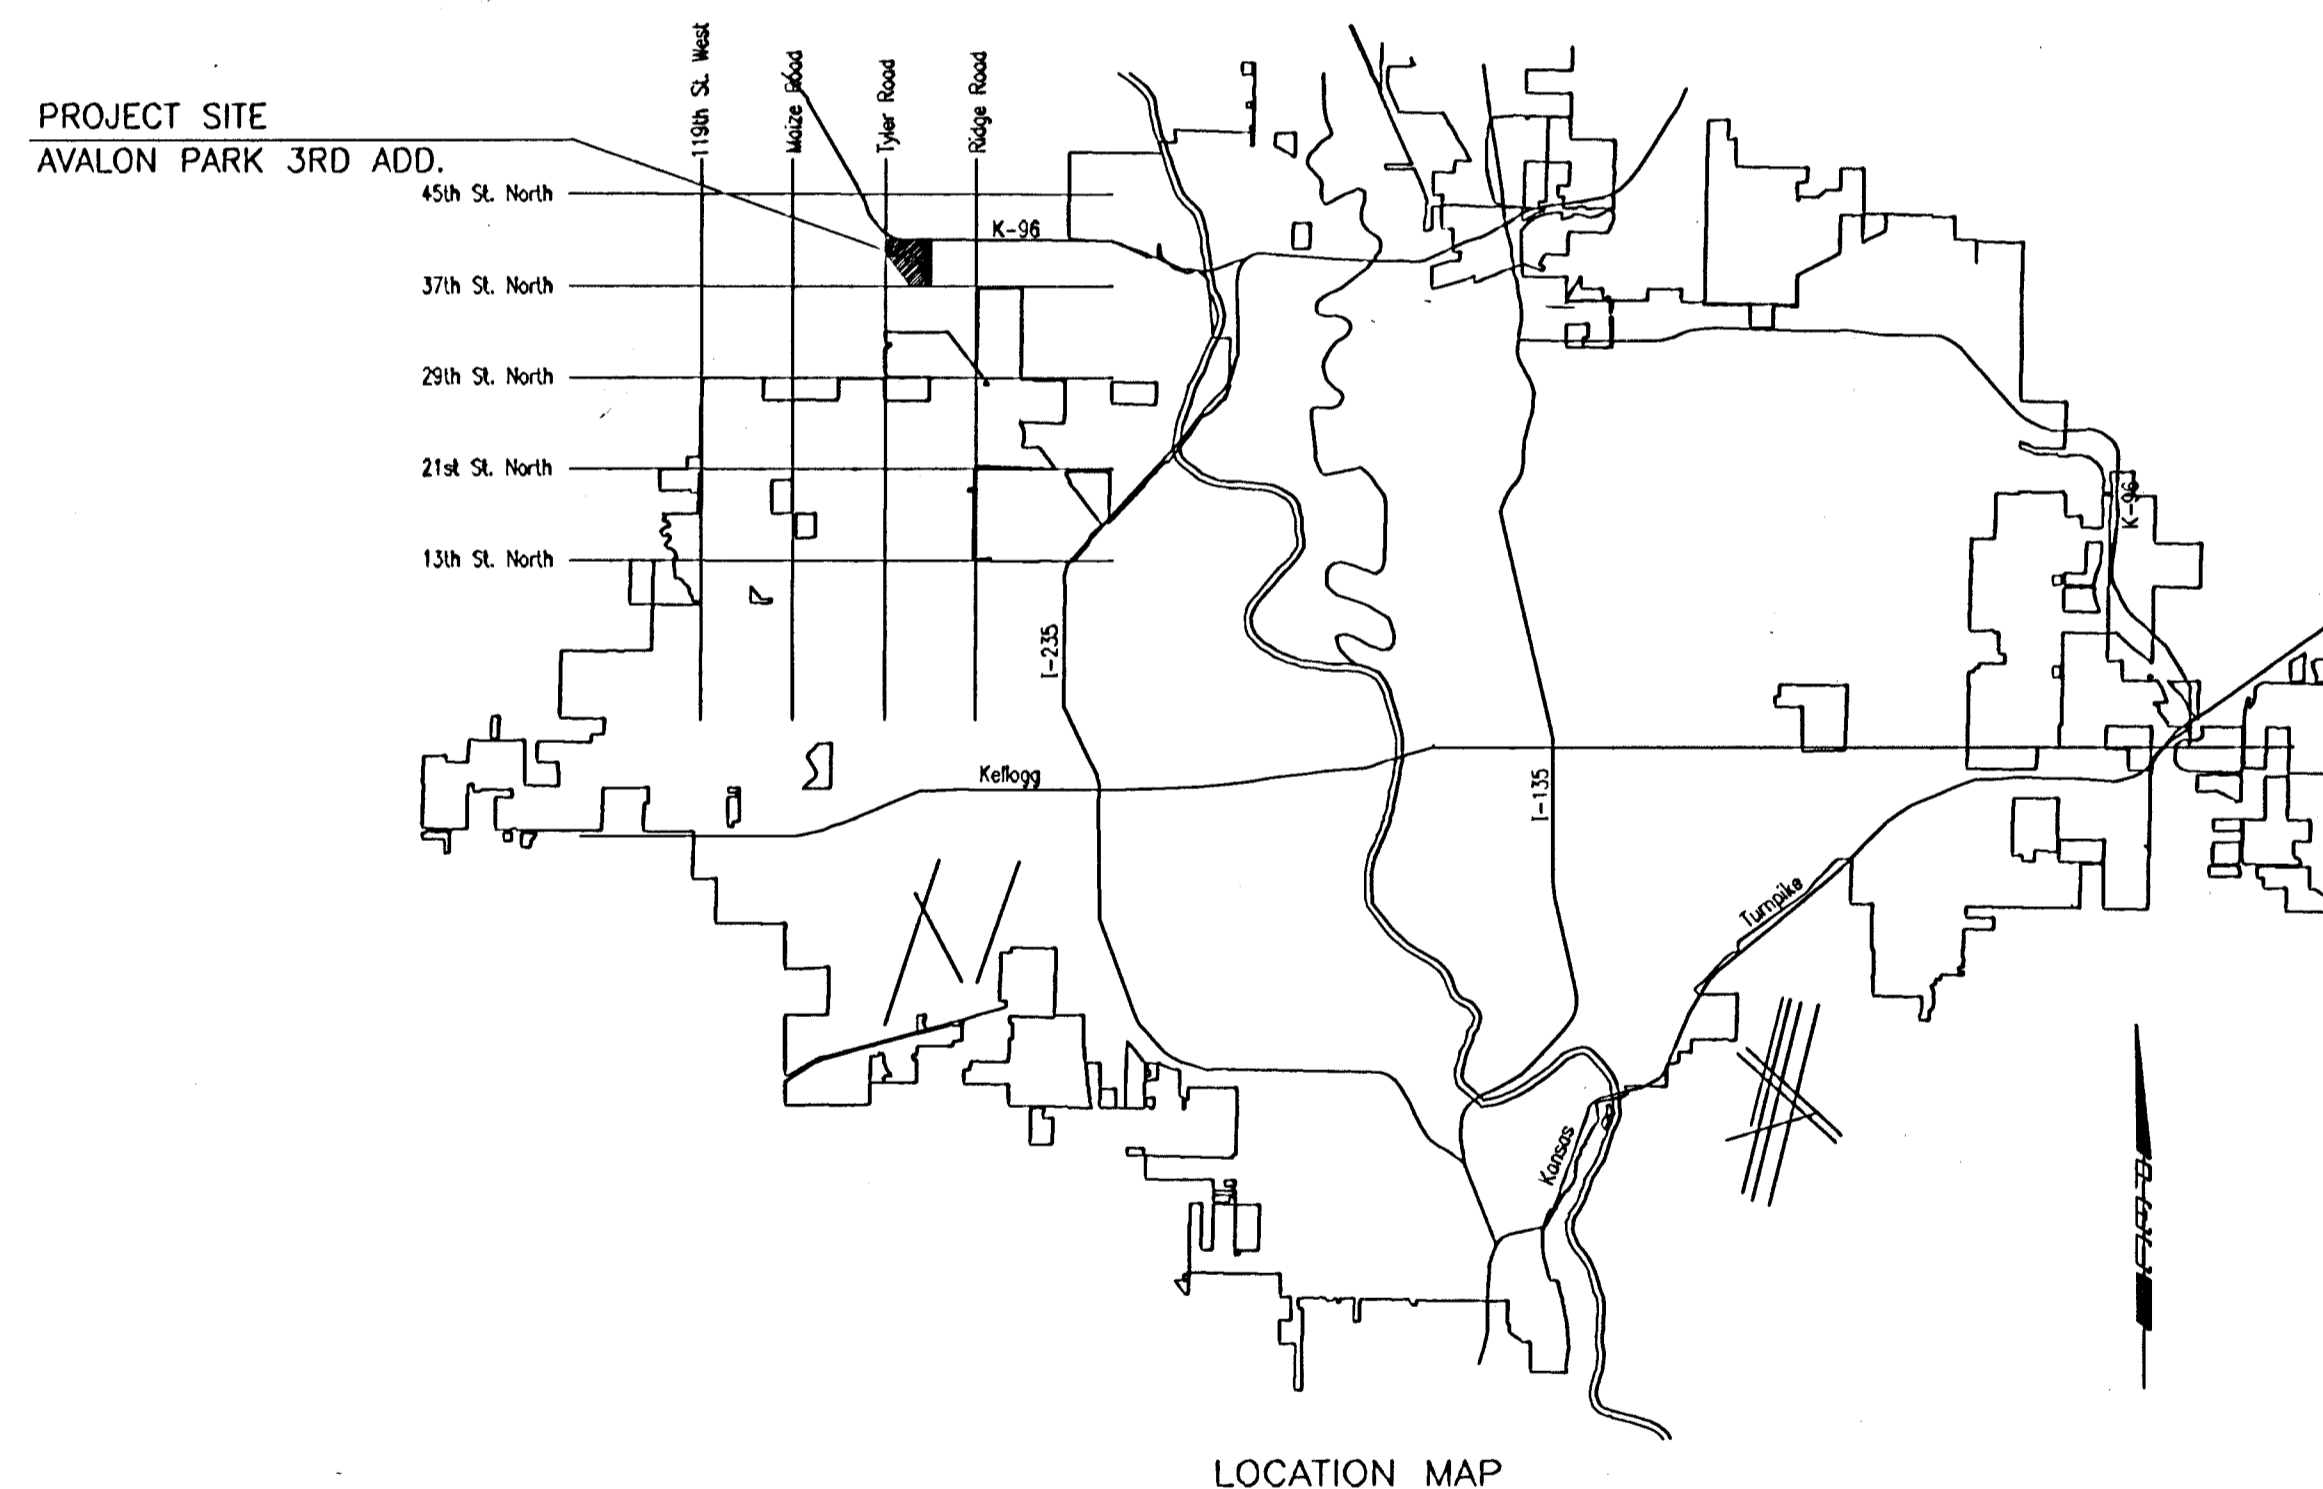 PROJECT SITE
AVALON PARK 3RD ADD.
119th St. West
Maize Road
Tyler Road
Ridge Road
45th St. North
K-96
37th St. North
29th St. North
21st St. North
13th St. North
K-96
I-235
Kellogg
I-135
Turnpike
Kansas
LOCATION MAP